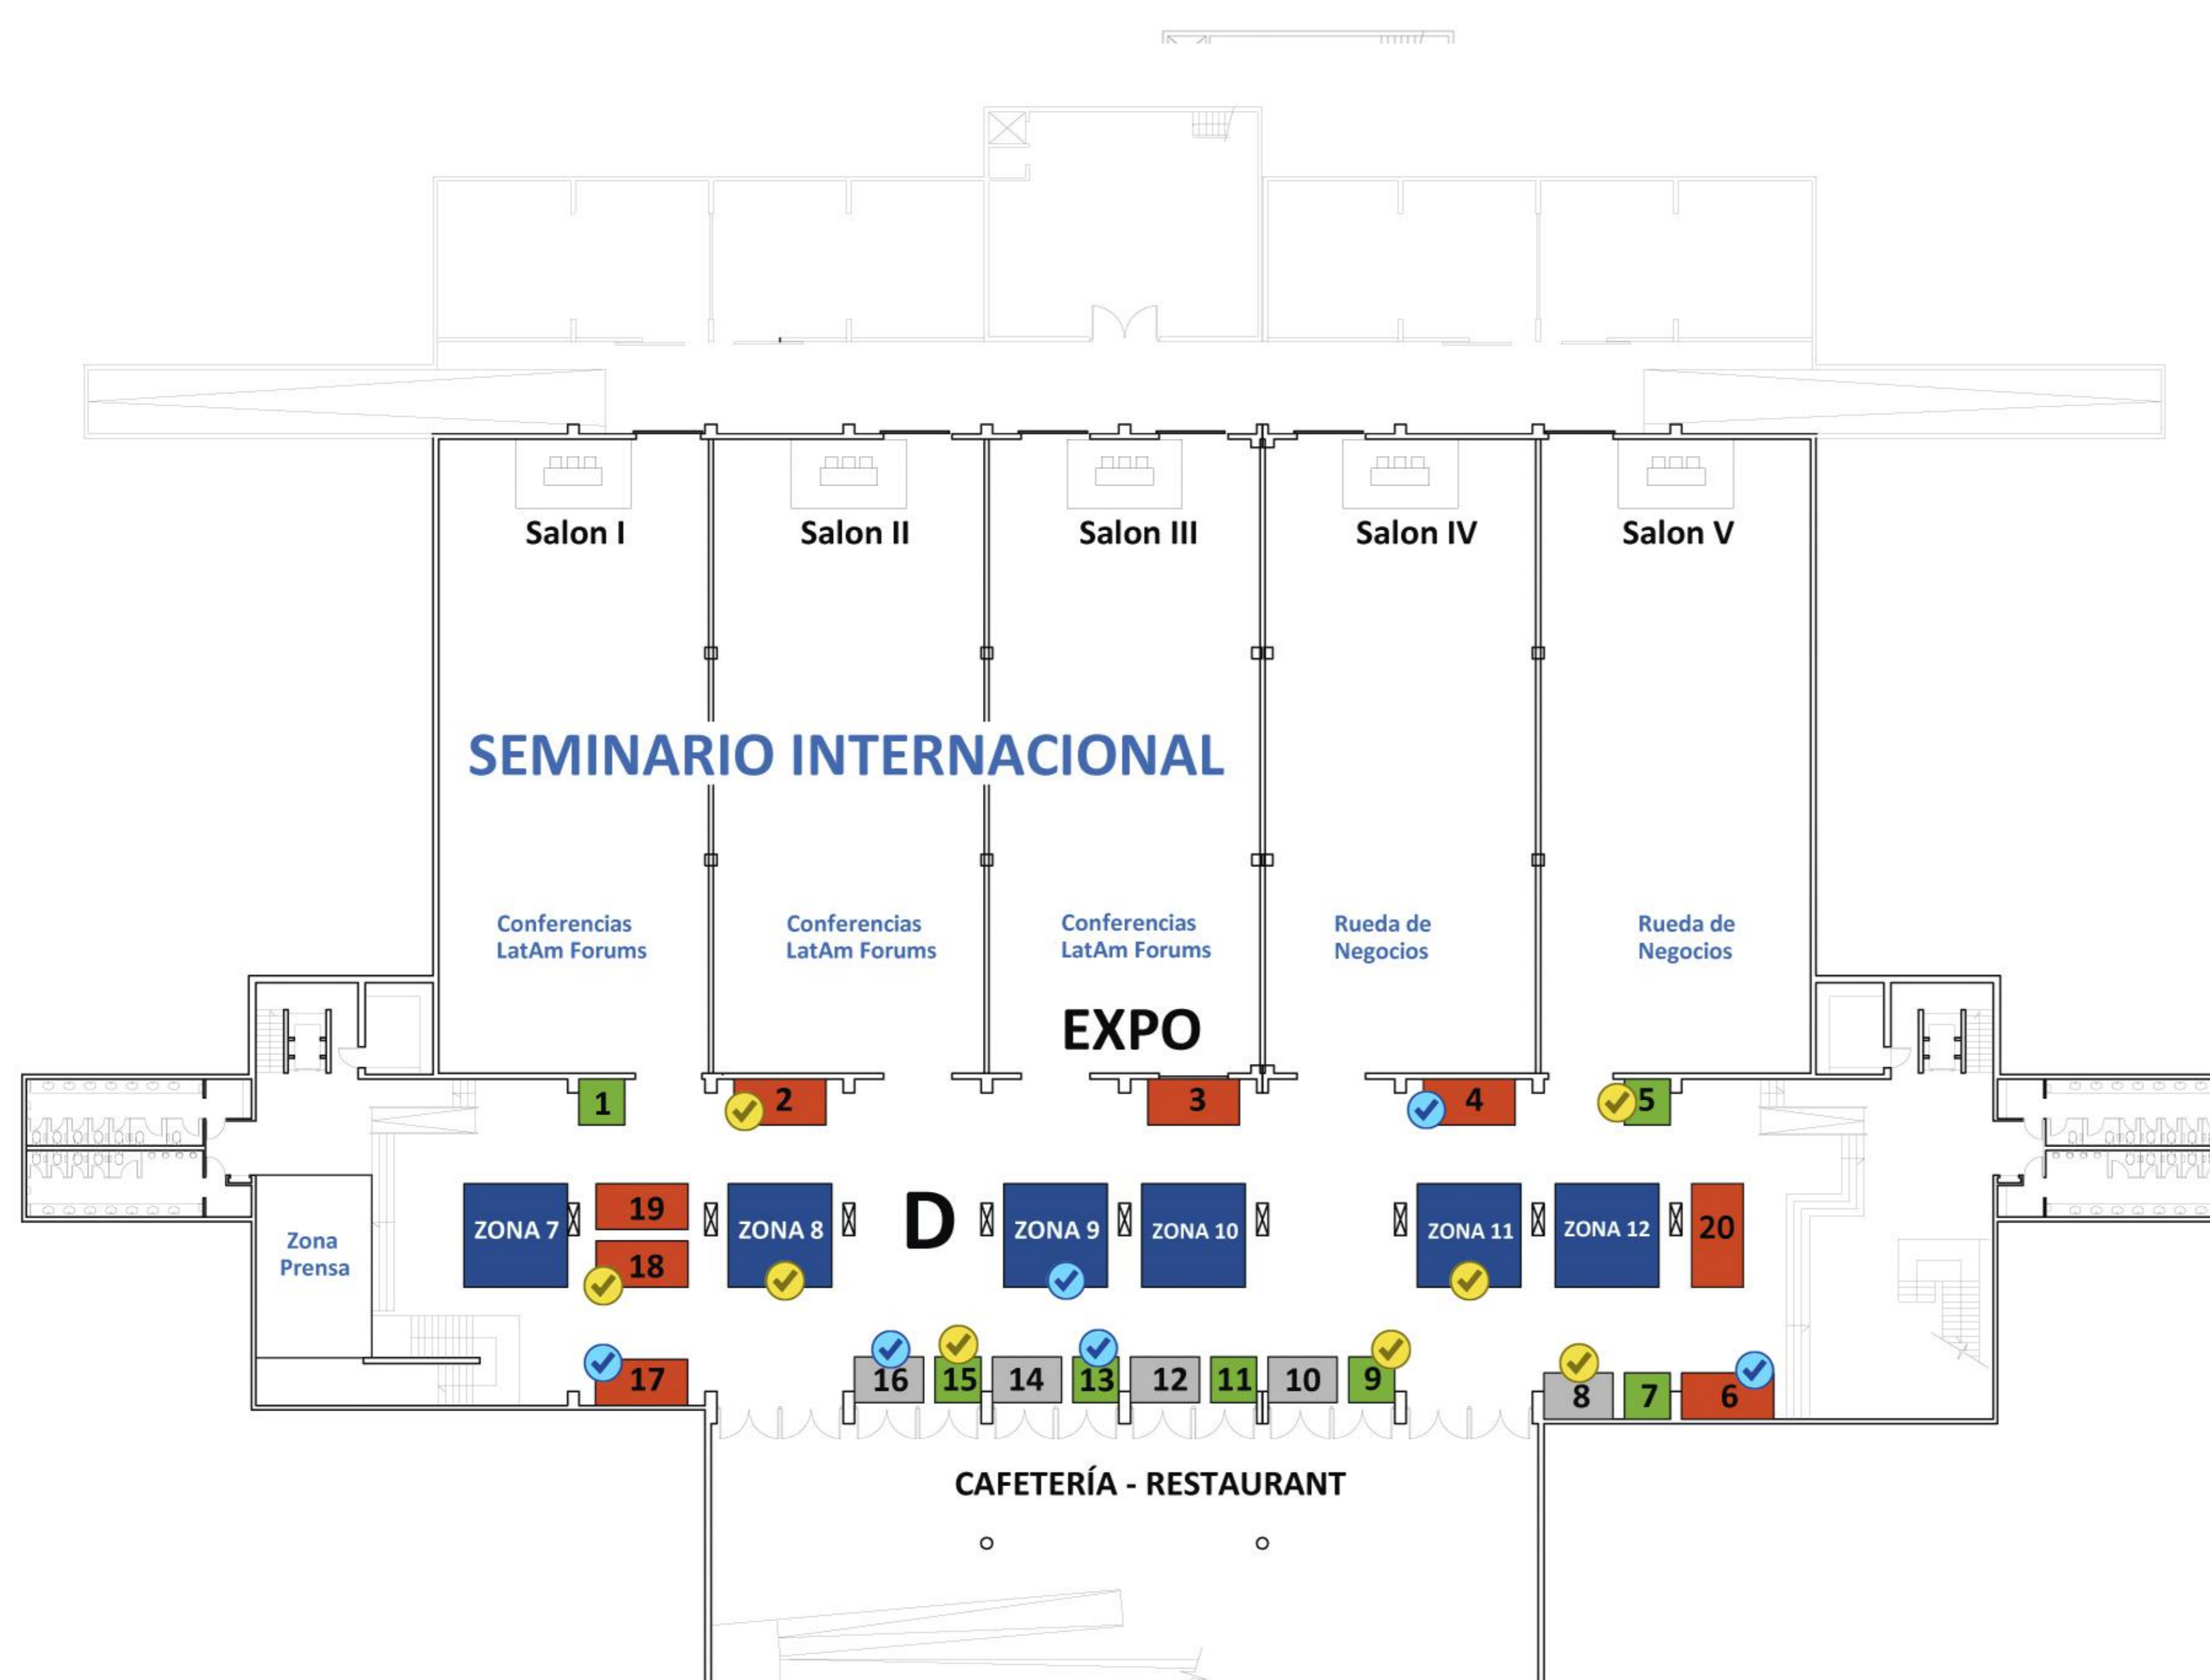 Salon I
Salon II
Salon III
Salon IV
Salon V
SEMINARIO INTERNACIONAL
Conferencias
LatAm Forums
Conferencias
LatAm Forums
Conferencias
LatAm Forums
Rueda de
Negocios
Rueda de
Negocios
EXPO
1
2
3
4
5
Zona
Prensa
ZONA 7
19
18
ZONA 8
D
ZONA 9
ZONA 10
ZONA 11
ZONA 12
20
17
16
15
14
13
12
11
10
9
8
7
6
CAFETERÍA - RESTAURANT